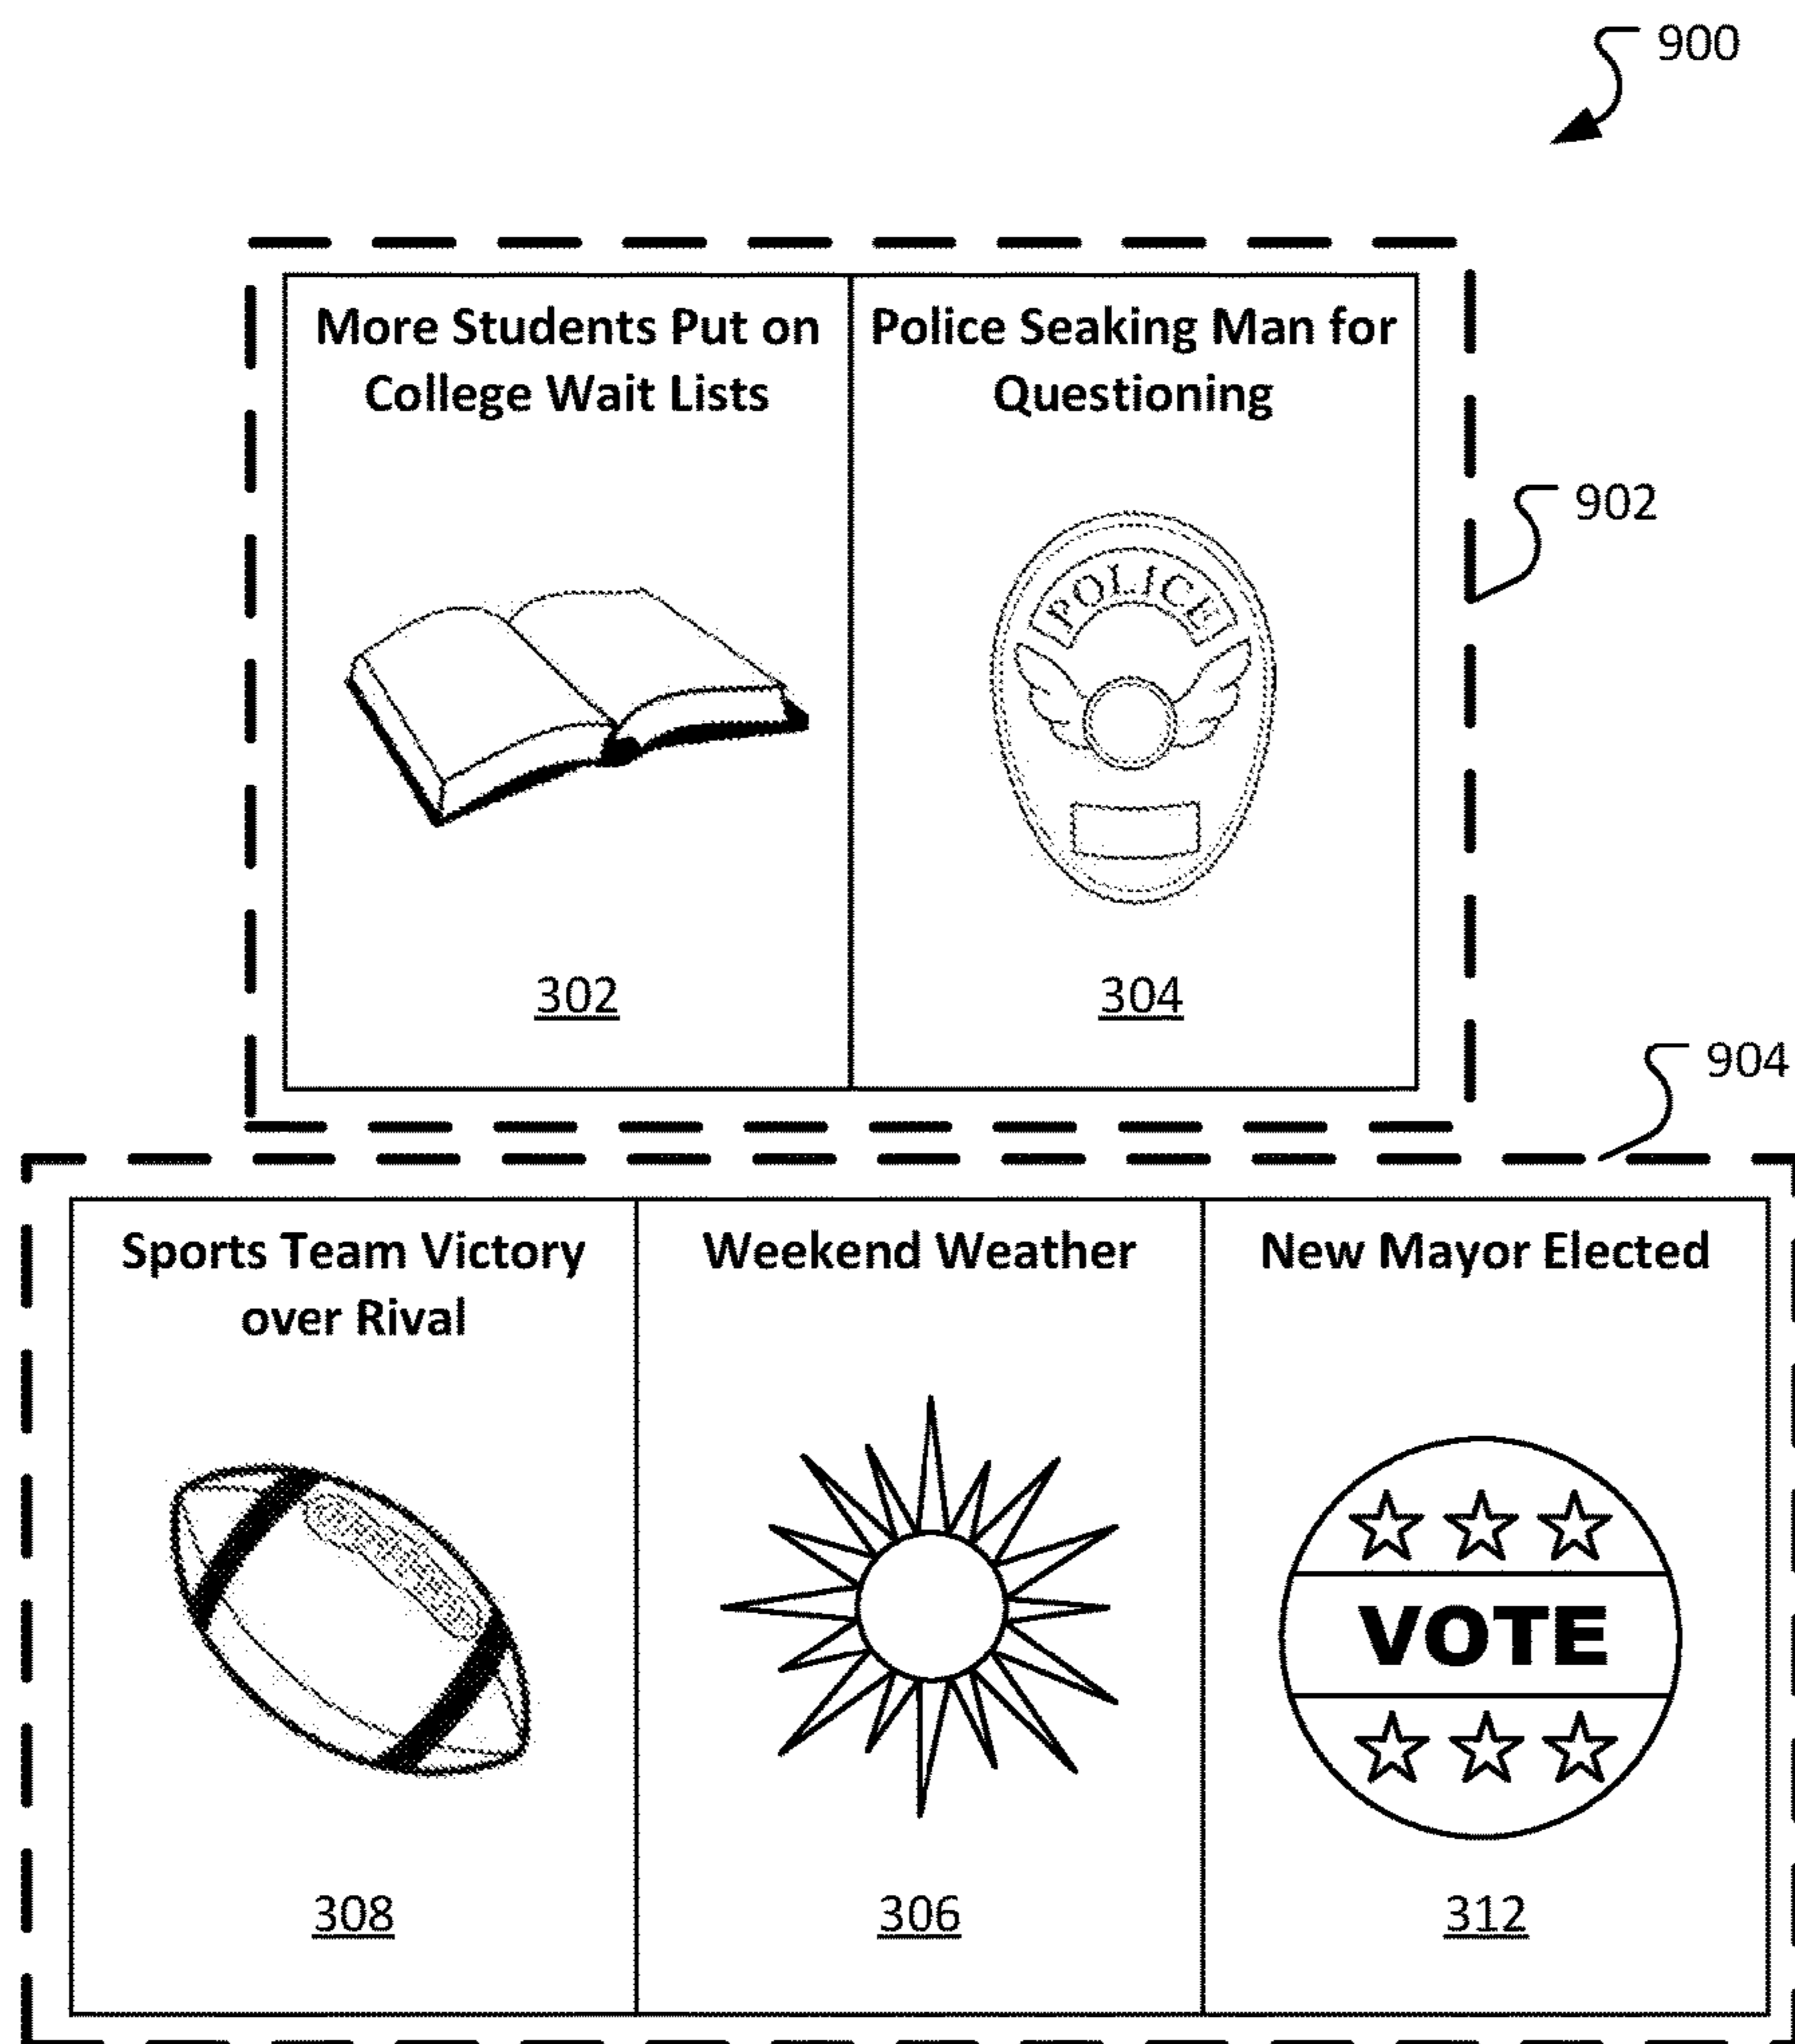 900
More Students Put on
College Wait Lists
Police Seaking Man for
Questioning
902
POLICE
302
304
904
Sports Team Victory
over Rival
Weekend Weather
New Mayor Elected
VOTE
308
306
312